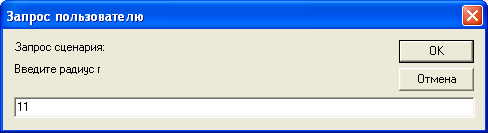 Запрос пользователю
Запрос сценария:
OK
Введите радиус r
Отмена
11